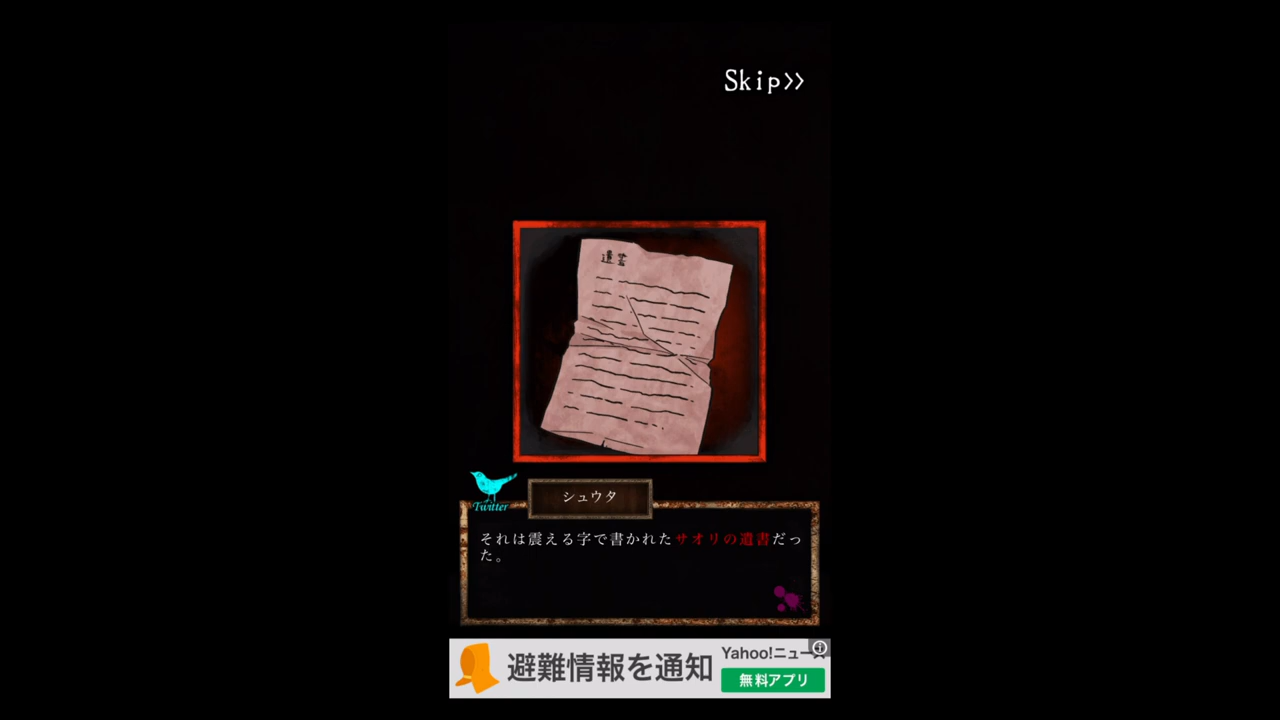 Skip>>
遺書
Twitter
シュウタ
それは震える字で書かれたサオリの遺書だっ
た。
避難情報を通知
Yahoo!ニュー
無料アプリ